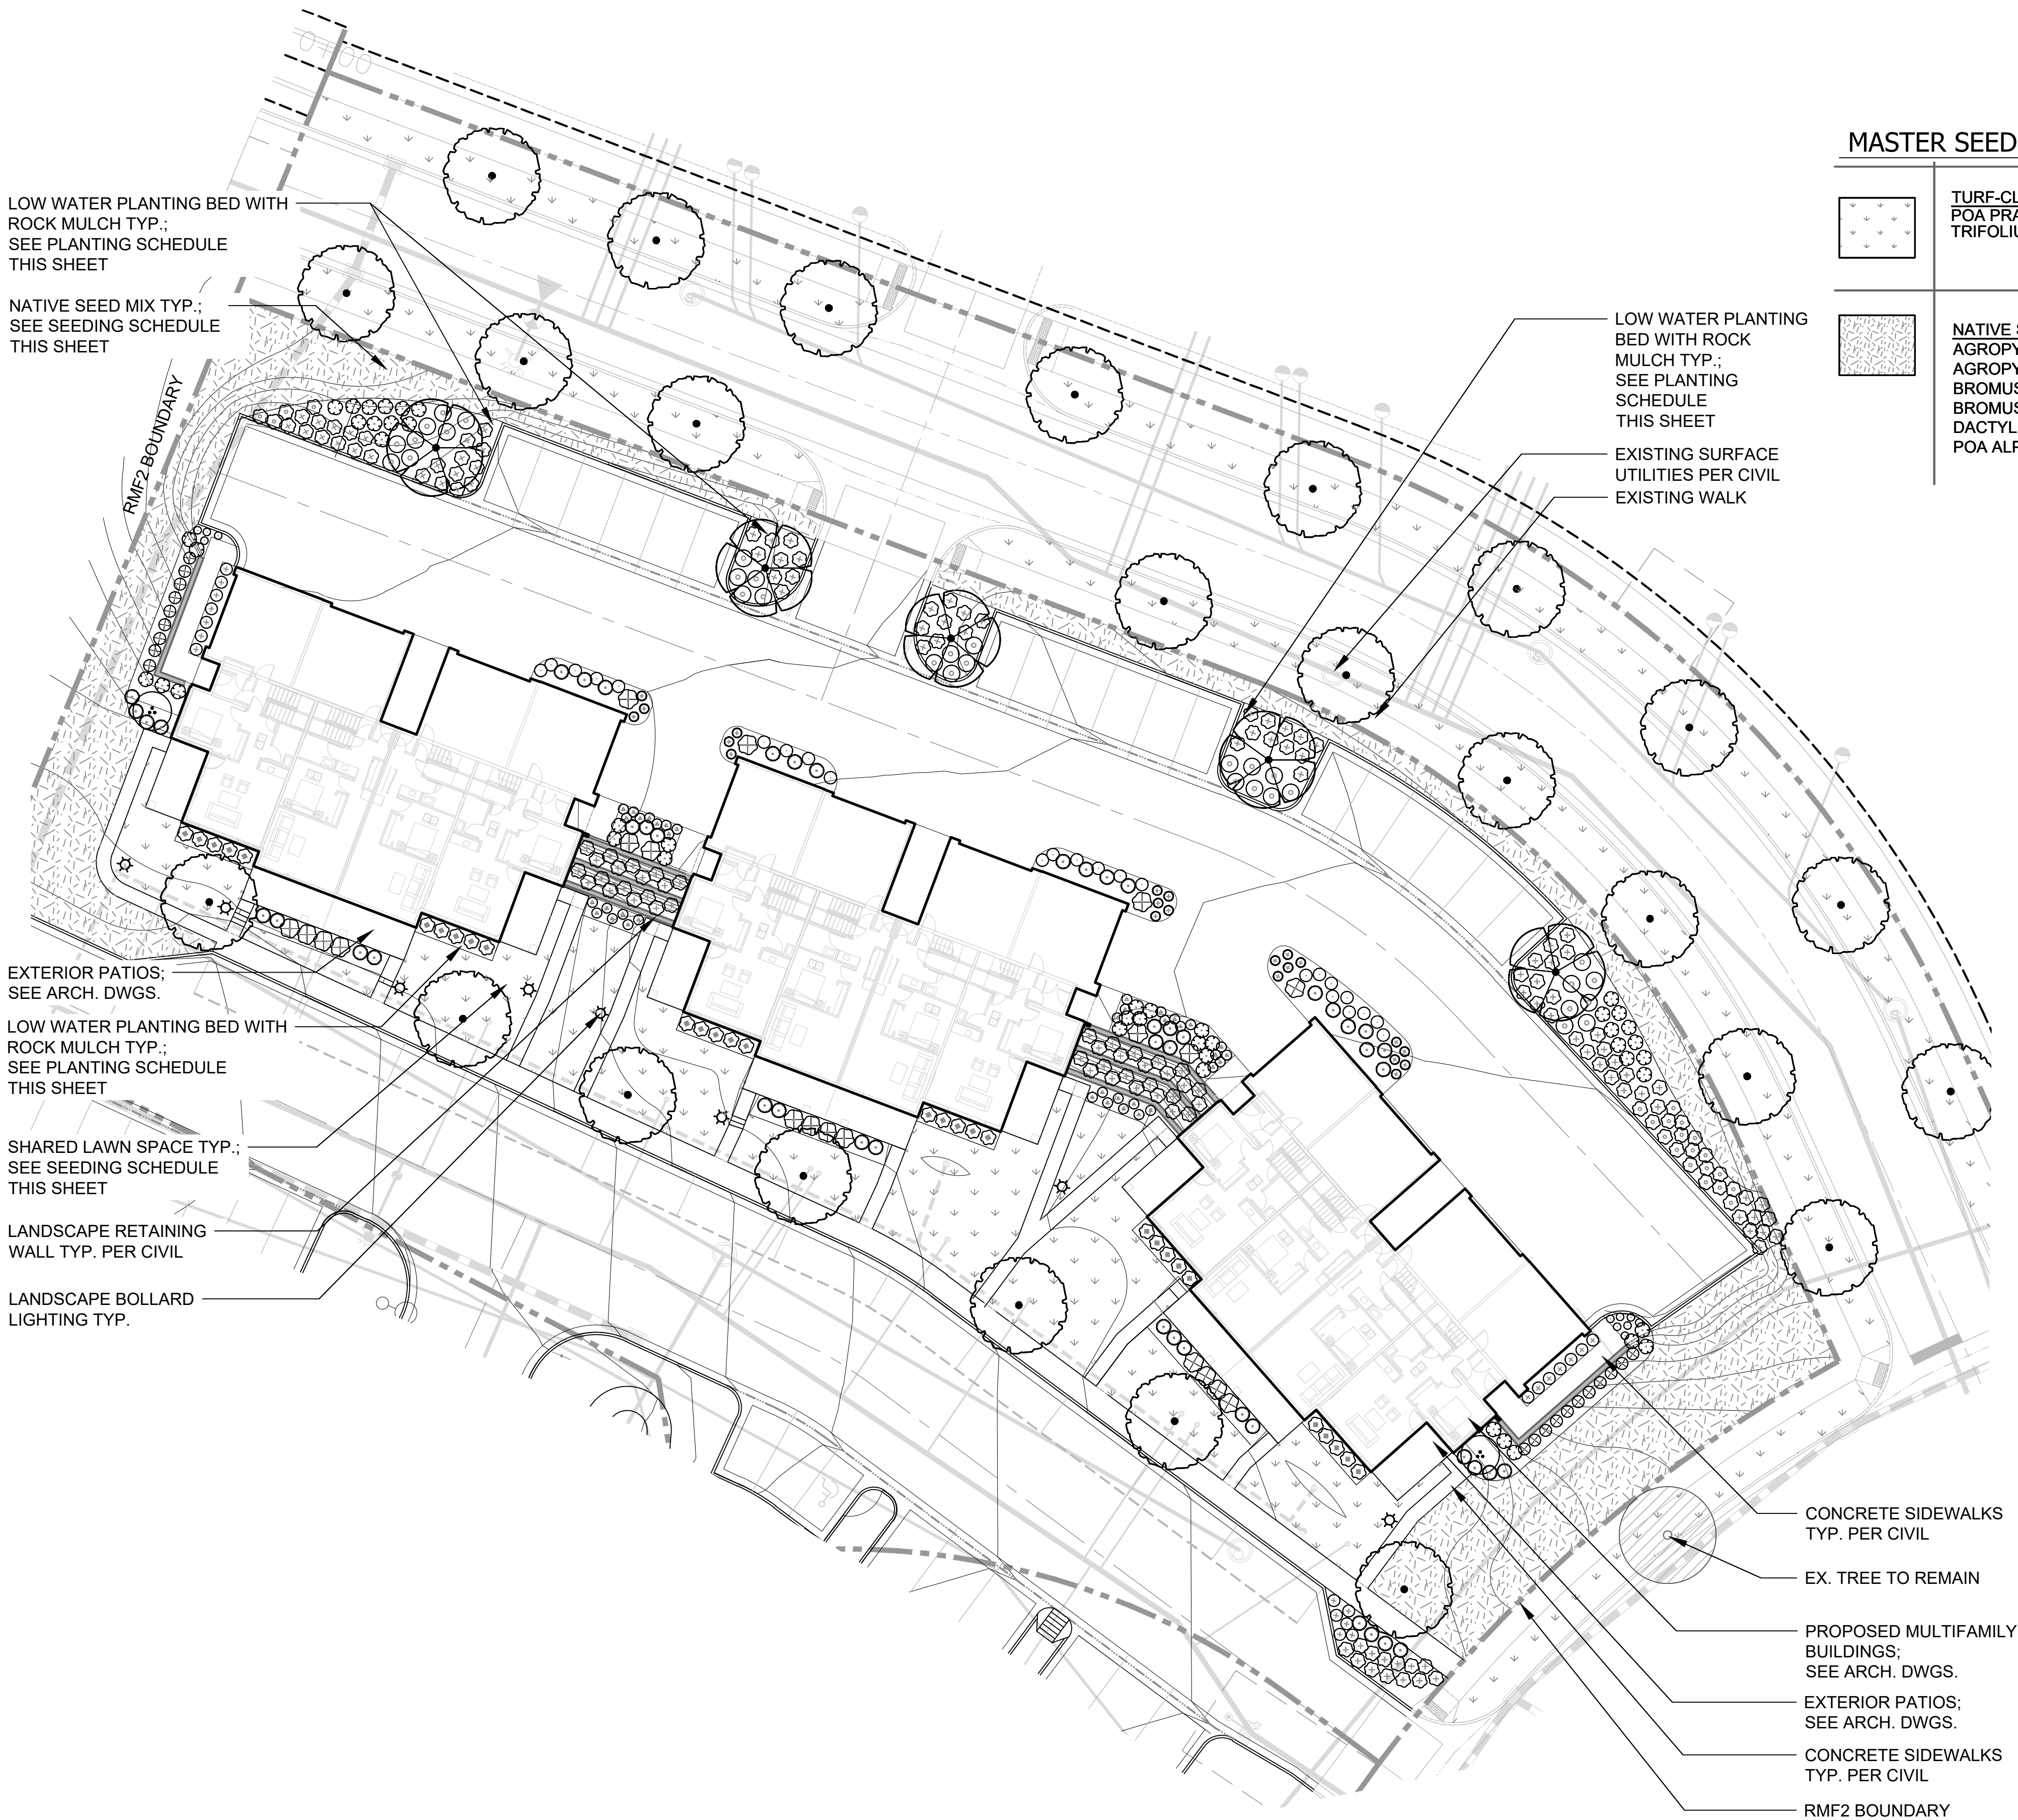 MASTER SEED
TURF-CL
POA PRA
TRIFOLIU
NATIVE S
AGROPY
AGROPY
BROMUS
BROMUS
DACTYL
POA ALP
LOW WATER PLANTING BED WITH
ROCK MULCH TYP.;
SEE PLANTING SCHEDULE
THIS SHEET
NATIVE SEED MIX TYP.;
SEE SEEDING SCHEDULE
THIS SHEET
RMF2 BOUNDARY
LOW WATER PLANTING
BED WITH ROCK
MULCH TYP.;
SEE PLANTING
SCHEDULE
THIS SHEET
EXISTING SURFACE
UTILITIES PER CIVIL
EXISTING WALK
EXTERIOR PATIOS;
SEE ARCH. DWGS.
LOW WATER PLANTING BED WITH
ROCK MULCH TYP.;
SEE PLANTING SCHEDULE
THIS SHEET
SHARED LAWN SPACE TYP.;
SEE SEEDING SCHEDULE
THIS SHEET
LANDSCAPE RETAINING
WALL TYP. PER CIVIL
LANDSCAPE BOLLARD
LIGHTING TYP.
CONCRETE SIDEWALKS
TYP. PER CIVIL
EX. TREE TO REMAIN
PROPOSED MULTIFAMILY
BUILDINGS;
SEE ARCH. DWGS.
EXTERIOR PATIOS;
SEE ARCH. DWGS.
CONCRETE SIDEWALKS
TYP. PER CIVIL
RMF2 BOUNDARY